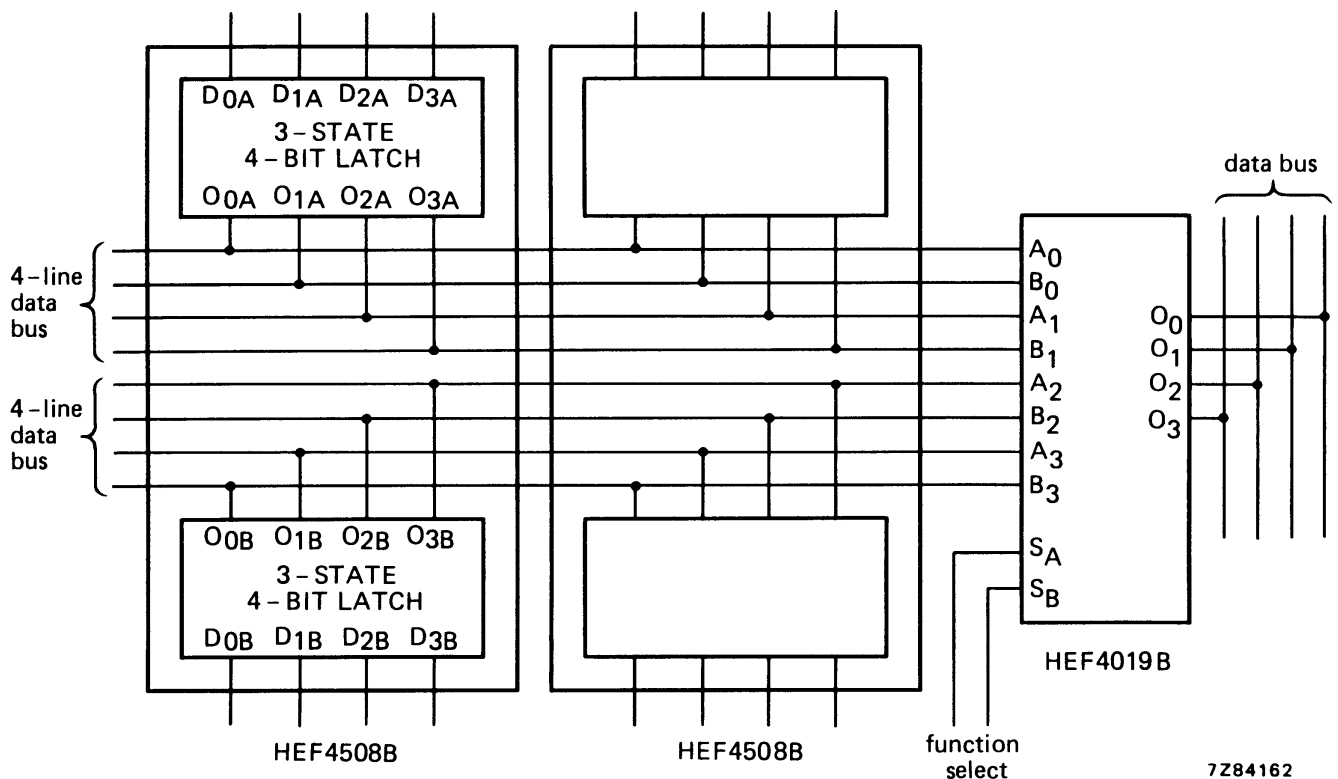 D0A D1A D2A D3A
3-STATE
4-BIT LATCH
O0A O1A O2A O3A
4-line
data
bus
4-line
data
bus
O0B O1B O2B O3B
3-STATE
4-BIT LATCH
D0B D1B D2B D3B
HEF4508B
HEF4508B
data bus
A0
B0
A1
B1
A2
B2
A3
B3
SA
SB
O0
O1
O2
O3
HEF4019B
function
select
7Z84162